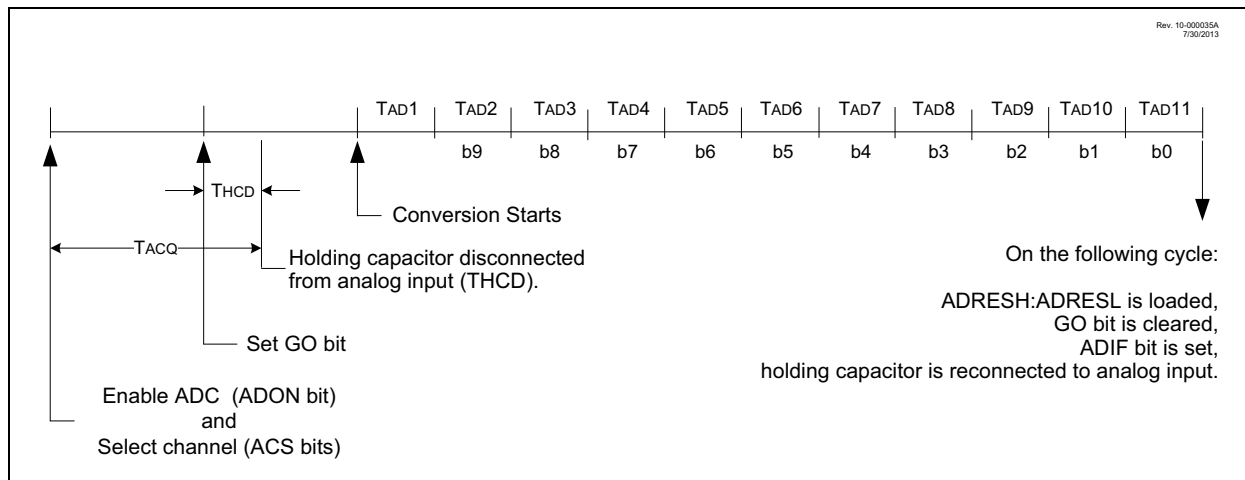 Rev. 10-000035A
7/30/2013
TAD1 TAD2 TAD3 TAD4 TAD5 TAD6 TAD7 TAD8 TAD9 TAD10 TAD11
b9 b8 b7 b6 b5 b4 b3 b2 b1 b0
THCD
Conversion Starts
TACQ
Holding capacitor disconnected
from analog input (THCD).
Set GO bit
Enable ADC (ADON bit)
and
Select channel (ACS bits)
On the following cycle:
ADRESH:ADRESL is loaded,
GO bit is cleared,
ADIF bit is set,
holding capacitor is reconnected to analog input.